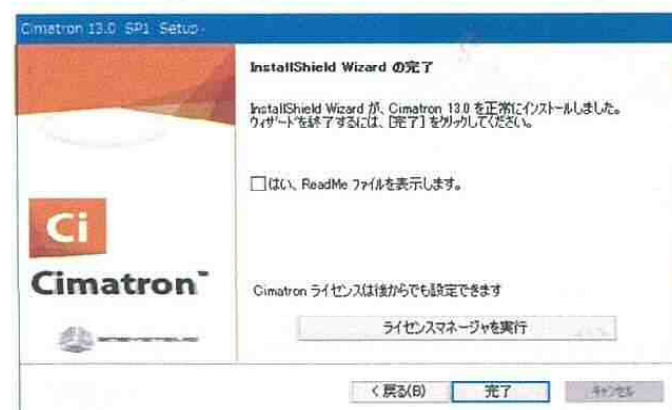 Cimatron 13.0 SP1 Setup
InstallShield Wizard の完了
InstallShield Wizard が、Cimatron 13.0 を正常にインストールしました。
ウィザードを終了するには、[完了] をクリックしてください。
はい、ReadMe ファイルを表示します。
Ci
Cimatron
Cimatron ライセンスは後からでも設定できます
ライセンスマネージャを実行
< 戻る(B)
完了
キャンセル